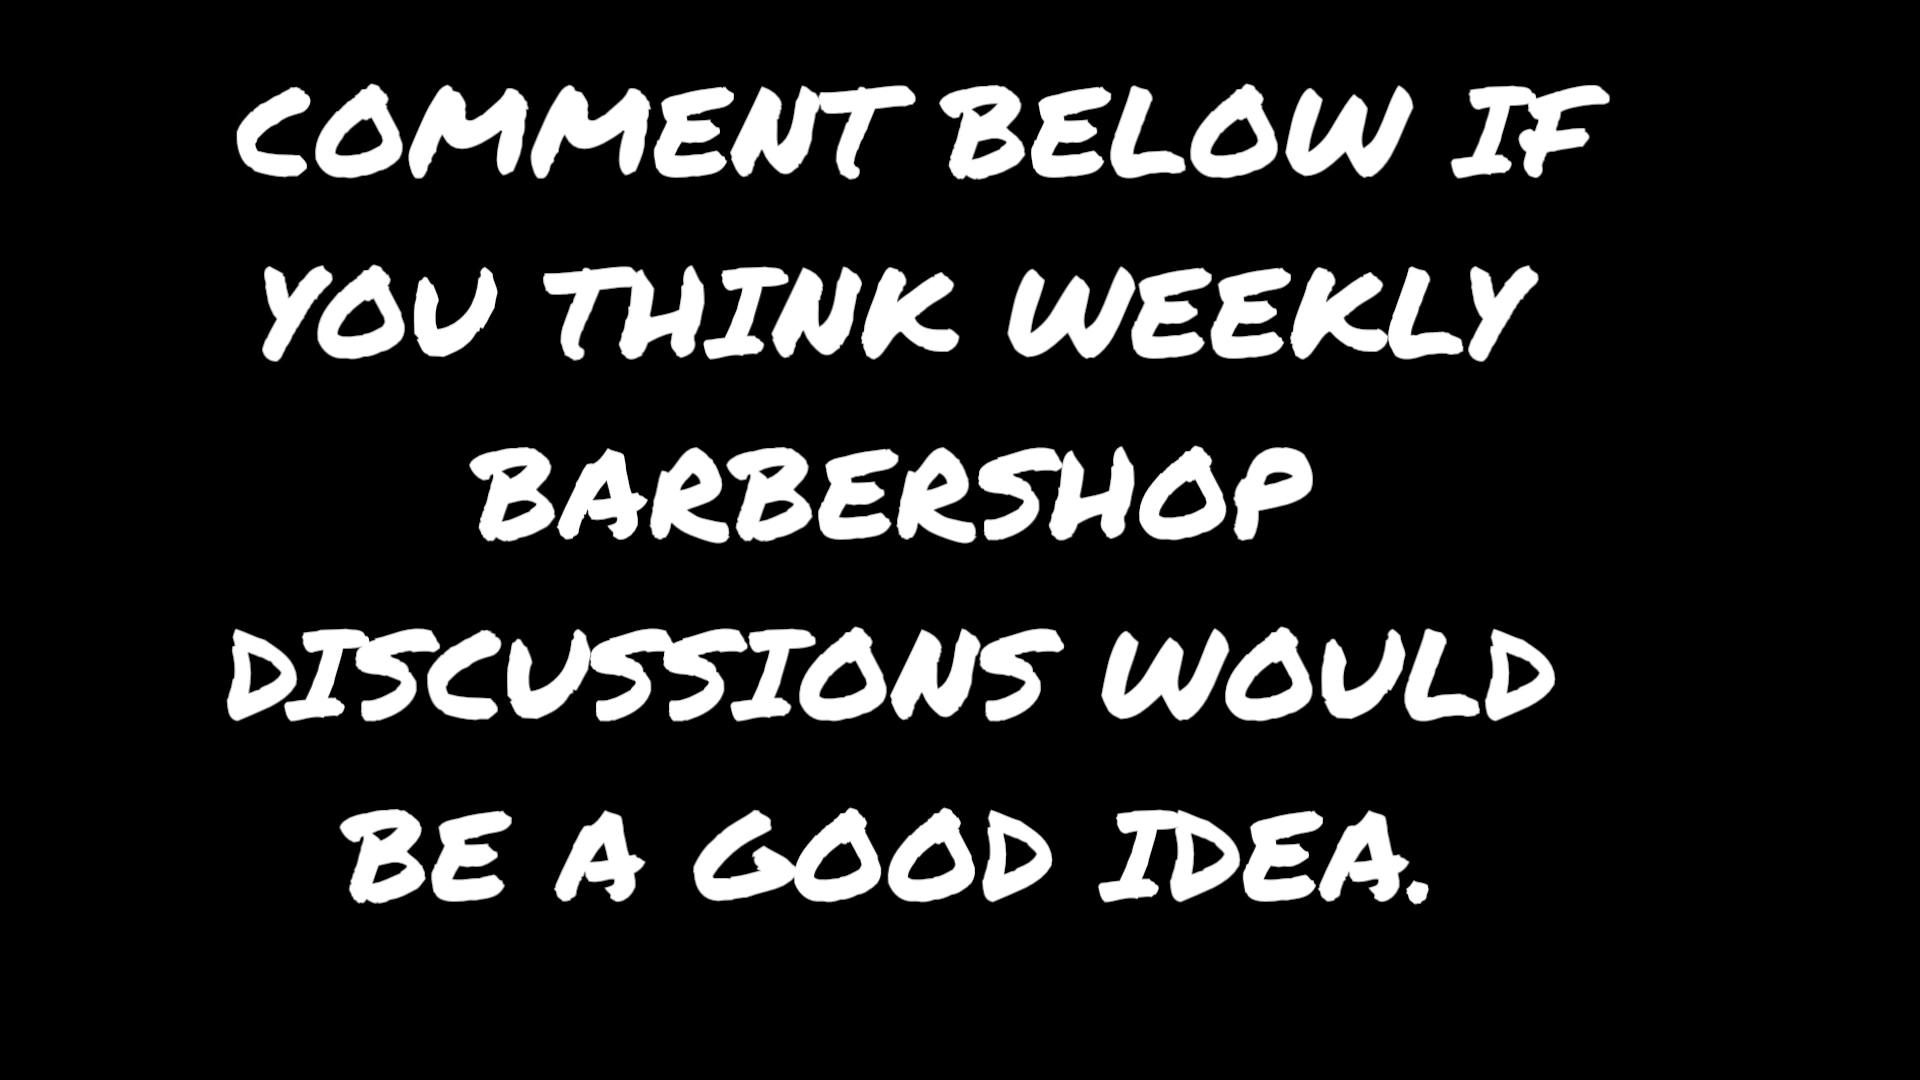 COMMENT BELOW IF
YOU THINK WEEKLY
BARBERSHOP
DISCUSSIONS WOULD
BE A GOOD IDEA.